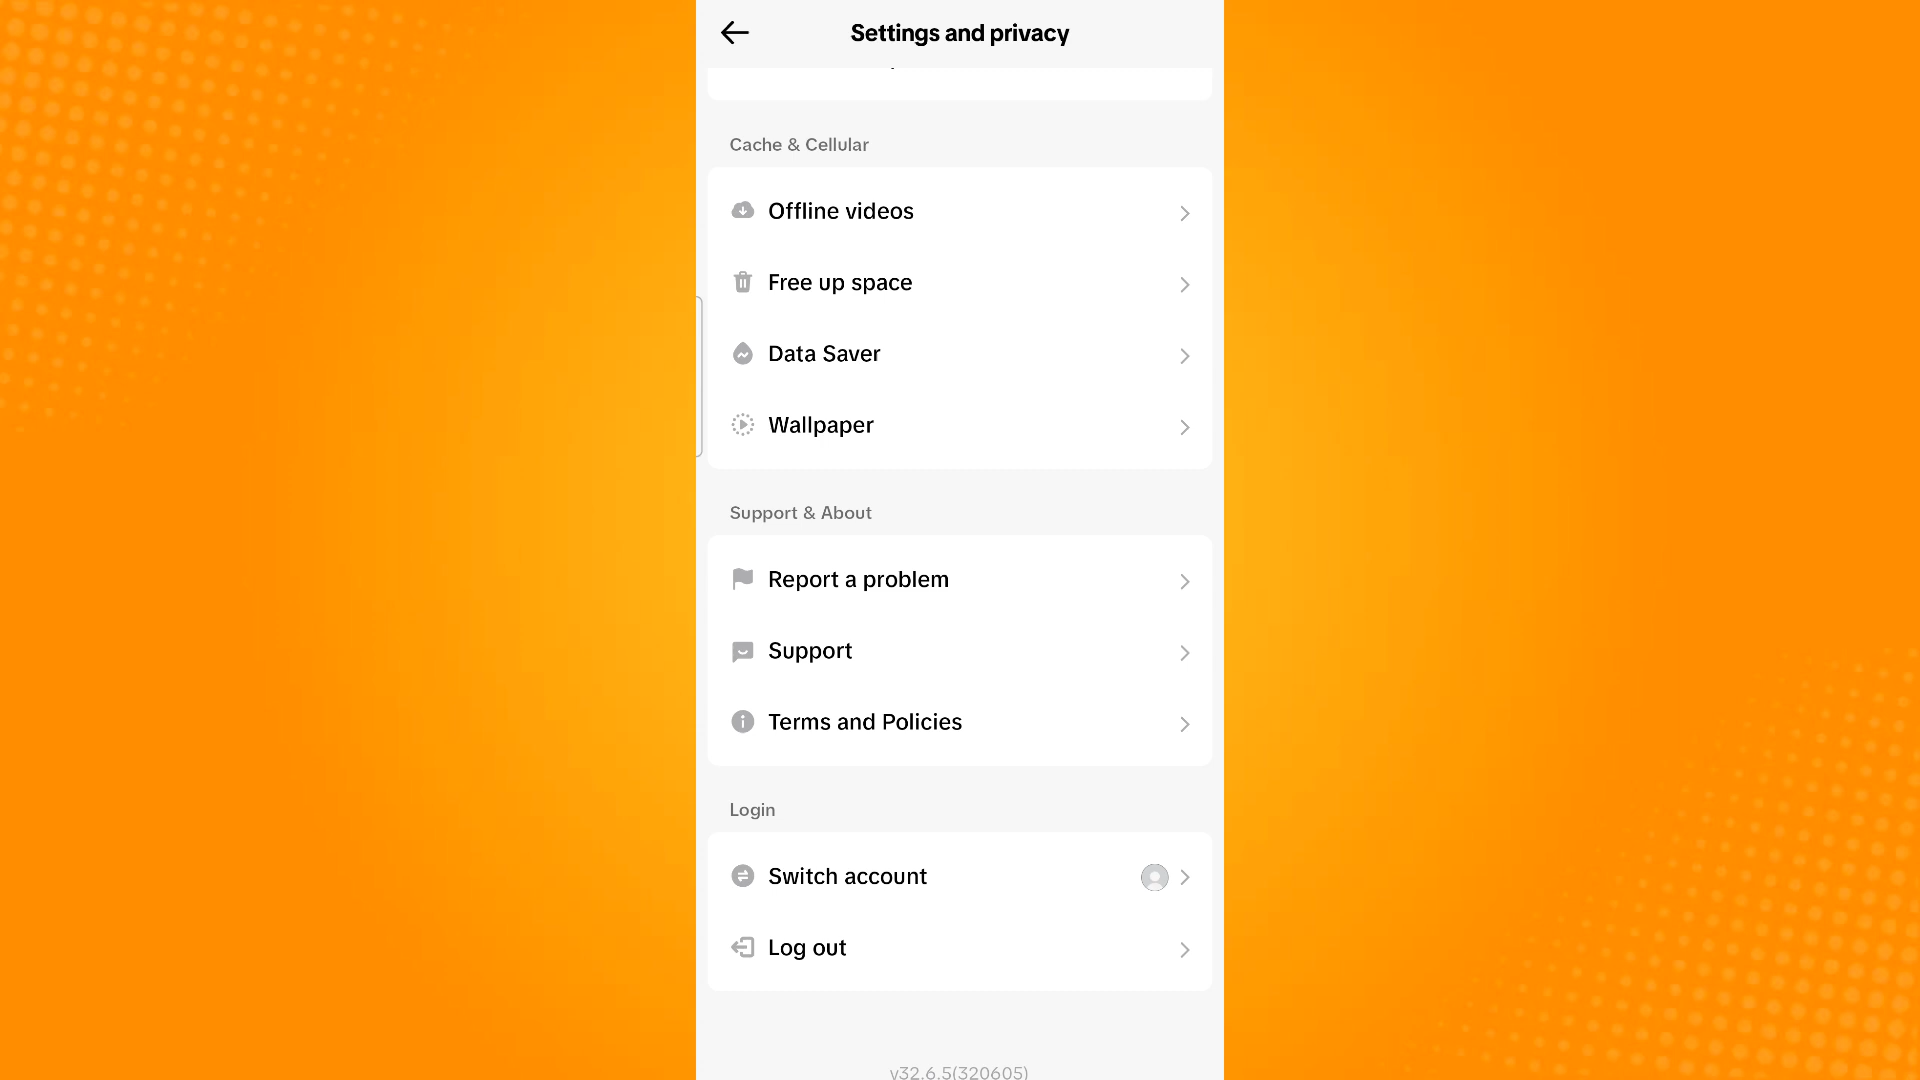 Settings and privacy
Cache & Cellular
Offline videos
Free up space
Data Saver
Wallpaper
Support & About
Report a problem
Support
Terms and Policies
Login
Switch account
Log out
v32.6.5(320605)